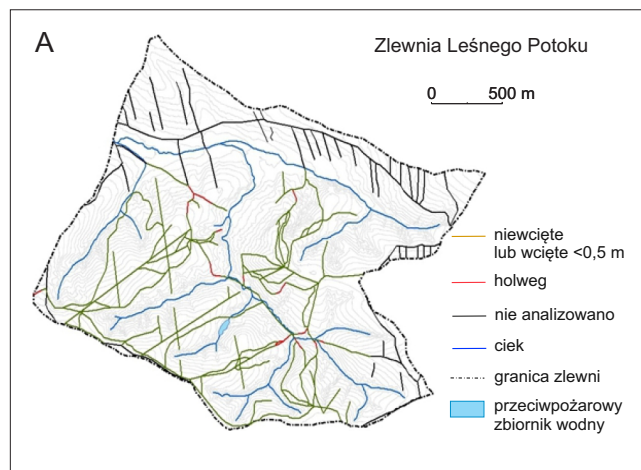 A
Zlewnia Leśnego Potoku
0 500 m
niewcięte
lub wcięte <0,5 m
holweg
nie analizowano
ciek
granica zlewni
przeciwpożarowy
zbiornik wodny